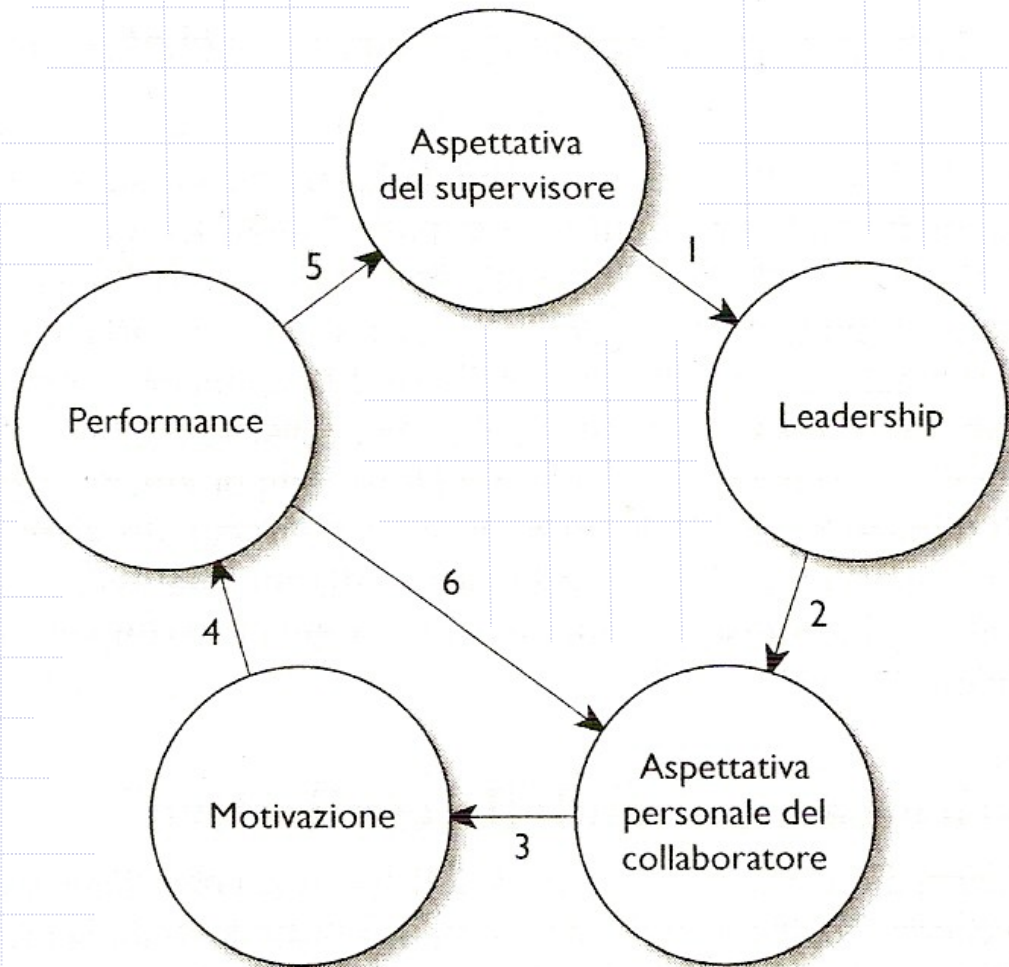 Aspettativa
del supervisore
1
5
Leadership
Performance
6
2
4
Aspettativa
personale del
collaboratore
Motivazione
3